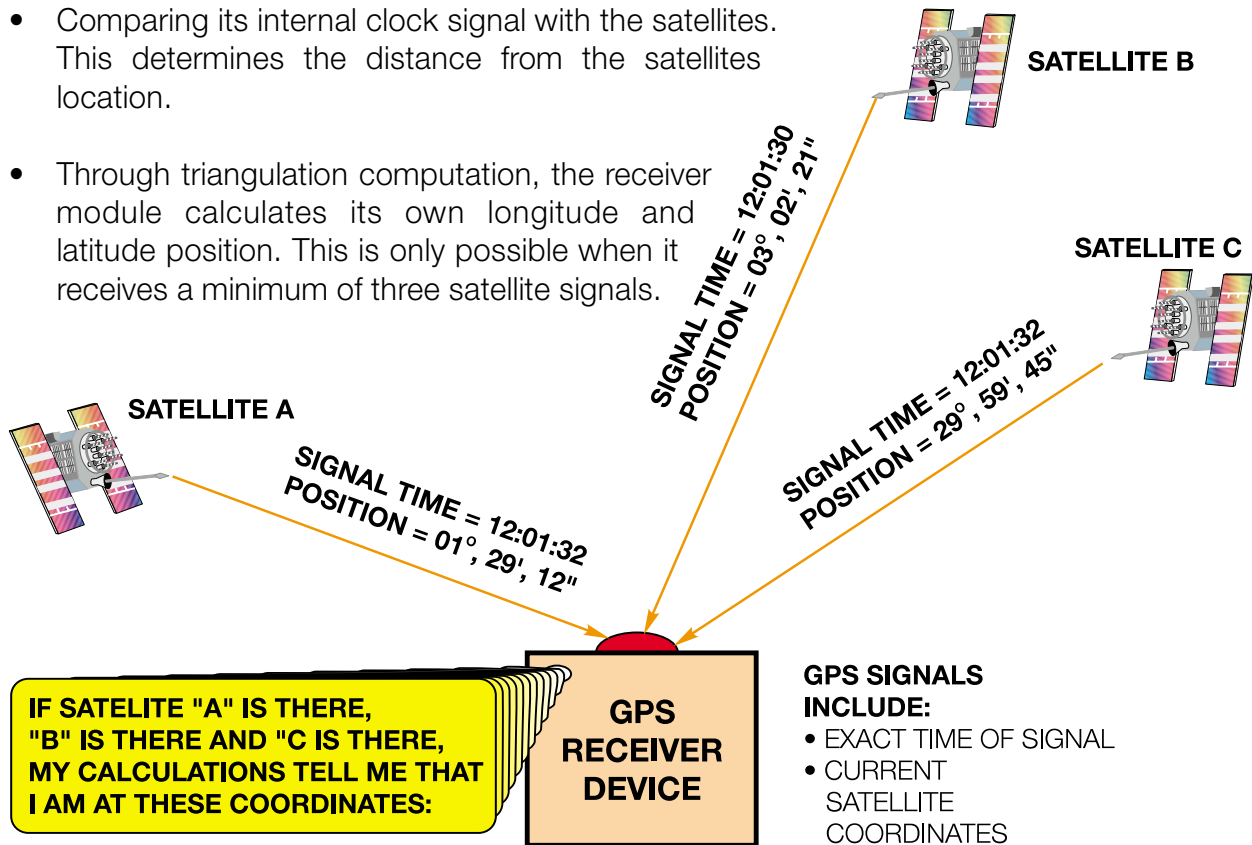 • Comparing its internal clock signal with the satellites.
This determines the distance from the satellites
location.
• Through triangulation computation, the receiver
module calculates its own longitude and
latitude position. This is only possible when it
receives a minimum of three satellite signals.
SATELLITE B
SIGNAL TIME = 12:01:30
POSITION = 03°, 02', 21"
SATELLITE C
SIGNAL TIME = 12:01:32
POSITION = 29°, 59', 45"
SATELLITE A
SIGNAL TIME = 12:01:32
POSITION = 01°, 29', 12"
IF SATELITE "A" IS THERE,
"B" IS THERE AND "C IS THERE,
MY CALCULATIONS TELL ME THAT
I AM AT THESE COORDINATES:
GPS
RECEIVER
DEVICE
GPS SIGNALS
INCLUDE:
• EXACT TIME OF SIGNAL
• CURRENT
SATELLITE
COORDINATES